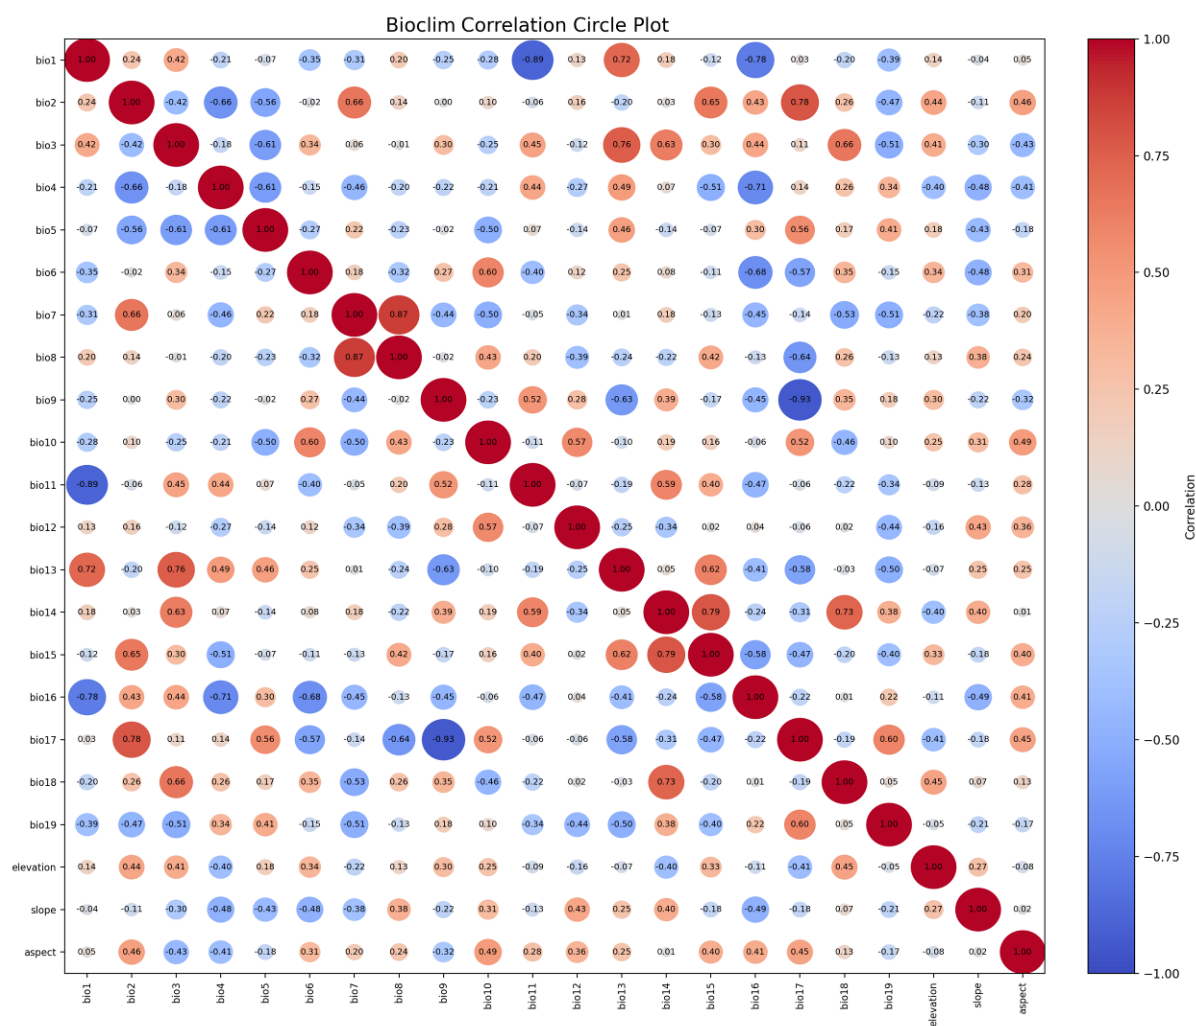 Bioclim Correlation Circle Plot
bio1 1.00 0.24 0.42 -0.21 -0.07 -0.35 -0.31 0.20 -0.25 -0.28 -0.89 0.13 0.72 0.18 -0.12 -0.78 0.03 -0.20 -0.39 0.14 -0.04 0.05
bio2 0.24 1.00 -0.42 -0.66 -0.56 -0.02 0.66 0.14 0.00 0.10 -0.06 0.16 -0.20 0.03 0.65 0.43 0.78 0.26 -0.47 0.44 -0.11 0.46
bio3 0.42 -0.42 1.00 -0.18 -0.61 0.34 0.06 -0.01 0.30 -0.25 0.45 -0.12 0.76 0.63 0.30 0.44 0.11 0.66 -0.51 0.41 -0.30 -0.43
bio4 -0.21 -0.66 -0.18 1.00 -0.61 -0.15 -0.46 -0.20 -0.22 -0.21 0.44 -0.27 0.49 0.07 -0.51 -0.71 0.14 0.26 0.34 -0.40 -0.48 -0.41
bio5 -0.07 -0.56 -0.61 -0.61 1.00 -0.27 0.22 -0.23 -0.02 -0.50 0.07 -0.14 0.46 -0.14 -0.07 0.30 0.56 0.17 0.41 0.18 -0.43 -0.18
bio6 -0.35 -0.02 0.34 -0.15 -0.27 1.00 0.18 -0.32 0.27 0.60 -0.40 0.12 0.25 0.08 -0.11 -0.68 -0.57 0.35 -0.15 0.34 -0.48 0.31
bio7 -0.31 0.66 0.06 -0.46 0.22 0.18 1.00 0.87 -0.44 -0.50 -0.05 -0.34 0.01 0.18 -0.13 -0.45 -0.14 -0.53 -0.51 -0.22 -0.38 0.20
bio8 0.20 0.14 -0.01 -0.20 -0.23 -0.32 0.87 1.00 -0.02 0.43 0.20 -0.39 -0.24 -0.22 0.42 -0.13 -0.64 0.26 -0.13 0.13 0.38 0.24
bio9 -0.25 0.00 0.30 -0.22 -0.02 0.27 -0.44 -0.02 1.00 -0.23 0.52 0.28 -0.63 0.39 -0.17 -0.45 -0.93 0.35 0.18 0.30 -0.22 -0.32
bio10 -0.28 0.10 -0.25 -0.21 -0.50 0.60 -0.50 0.43 -0.23 1.00 -0.11 0.57 -0.10 0.19 0.16 -0.06 0.52 -0.46 0.10 0.25 0.31 0.49
bio11 -0.89 -0.06 0.45 0.44 0.07 -0.40 -0.05 0.20 0.52 -0.11 1.00 -0.07 -0.19 0.59 0.40 -0.47 -0.06 -0.22 -0.34 -0.09 -0.13 0.28
bio12 0.13 0.16 -0.12 -0.27 -0.14 0.12 -0.34 -0.39 0.28 0.57 -0.07 1.00 -0.25 -0.34 0.02 0.04 -0.06 0.02 -0.44 -0.16 0.43 0.36
bio13 0.72 -0.20 0.76 0.49 0.46 0.25 0.01 -0.24 -0.63 -0.10 -0.19 -0.25 1.00 0.05 0.62 -0.41 -0.58 -0.03 -0.50 -0.07 0.25 0.25
bio14 0.18 0.03 0.63 0.07 -0.14 0.08 0.18 -0.22 0.39 0.19 0.59 -0.34 0.05 1.00 0.79 -0.24 -0.31 0.73 0.38 -0.40 0.40 0.01
bio15 -0.12 0.65 0.30 -0.51 -0.07 -0.11 -0.13 0.42 -0.17 0.16 0.40 0.02 0.62 0.79 1.00 -0.58 -0.47 -0.20 -0.40 0.33 -0.18 0.40
bio16 -0.78 0.43 0.44 -0.71 0.30 -0.68 -0.45 -0.13 -0.45 -0.06 -0.47 0.04 -0.41 -0.24 -0.58 1.00 -0.22 0.01 0.22 -0.11 -0.49 0.41
bio17 0.03 0.78 0.11 0.14 0.56 -0.57 -0.14 -0.64 -0.93 0.52 -0.06 -0.06 -0.58 -0.31 -0.47 -0.22 1.00 -0.19 0.60 -0.41 -0.18 0.45
bio18 -0.20 0.26 0.66 0.26 0.17 0.35 -0.53 0.26 0.35 -0.46 -0.22 0.02 -0.03 0.73 -0.20 0.01 -0.19 1.00 0.05 0.45 0.07 0.13
bio19 -0.39 -0.47 -0.51 0.34 0.41 -0.15 -0.51 -0.13 0.18 0.10 -0.34 -0.44 -0.50 0.38 -0.40 0.22 0.60 0.05 1.00 -0.05 -0.21 -0.17
elevation 0.14 0.44 0.41 -0.40 0.18 0.34 -0.22 0.13 0.30 0.25 -0.09 -0.16 -0.07 -0.40 0.33 -0.11 -0.41 0.45 -0.05 1.00 0.27 -0.08
slope -0.04 -0.11 -0.30 -0.48 -0.43 -0.48 -0.38 0.38 -0.22 0.31 -0.13 0.43 0.25 0.40 -0.18 -0.49 -0.18 0.07 -0.21 0.27 1.00 0.02
aspect 0.05 0.46 -0.43 -0.41 -0.18 0.31 0.20 0.24 -0.32 0.49 0.28 0.36 0.25 0.01 0.40 0.41 0.45 0.13 -0.17 -0.08 0.02 1.00
bio1 bio2 bio3 bio4 bio5 bio6 bio7 bio8 bio9 bio10 bio11 bio12 bio13 bio14 bio15 bio16 bio17 bio18 bio19 elevation slope aspect
1.00
0.75
0.50
0.25
0.00
−0.25
−0.50
−0.75
−1.00
Correlation